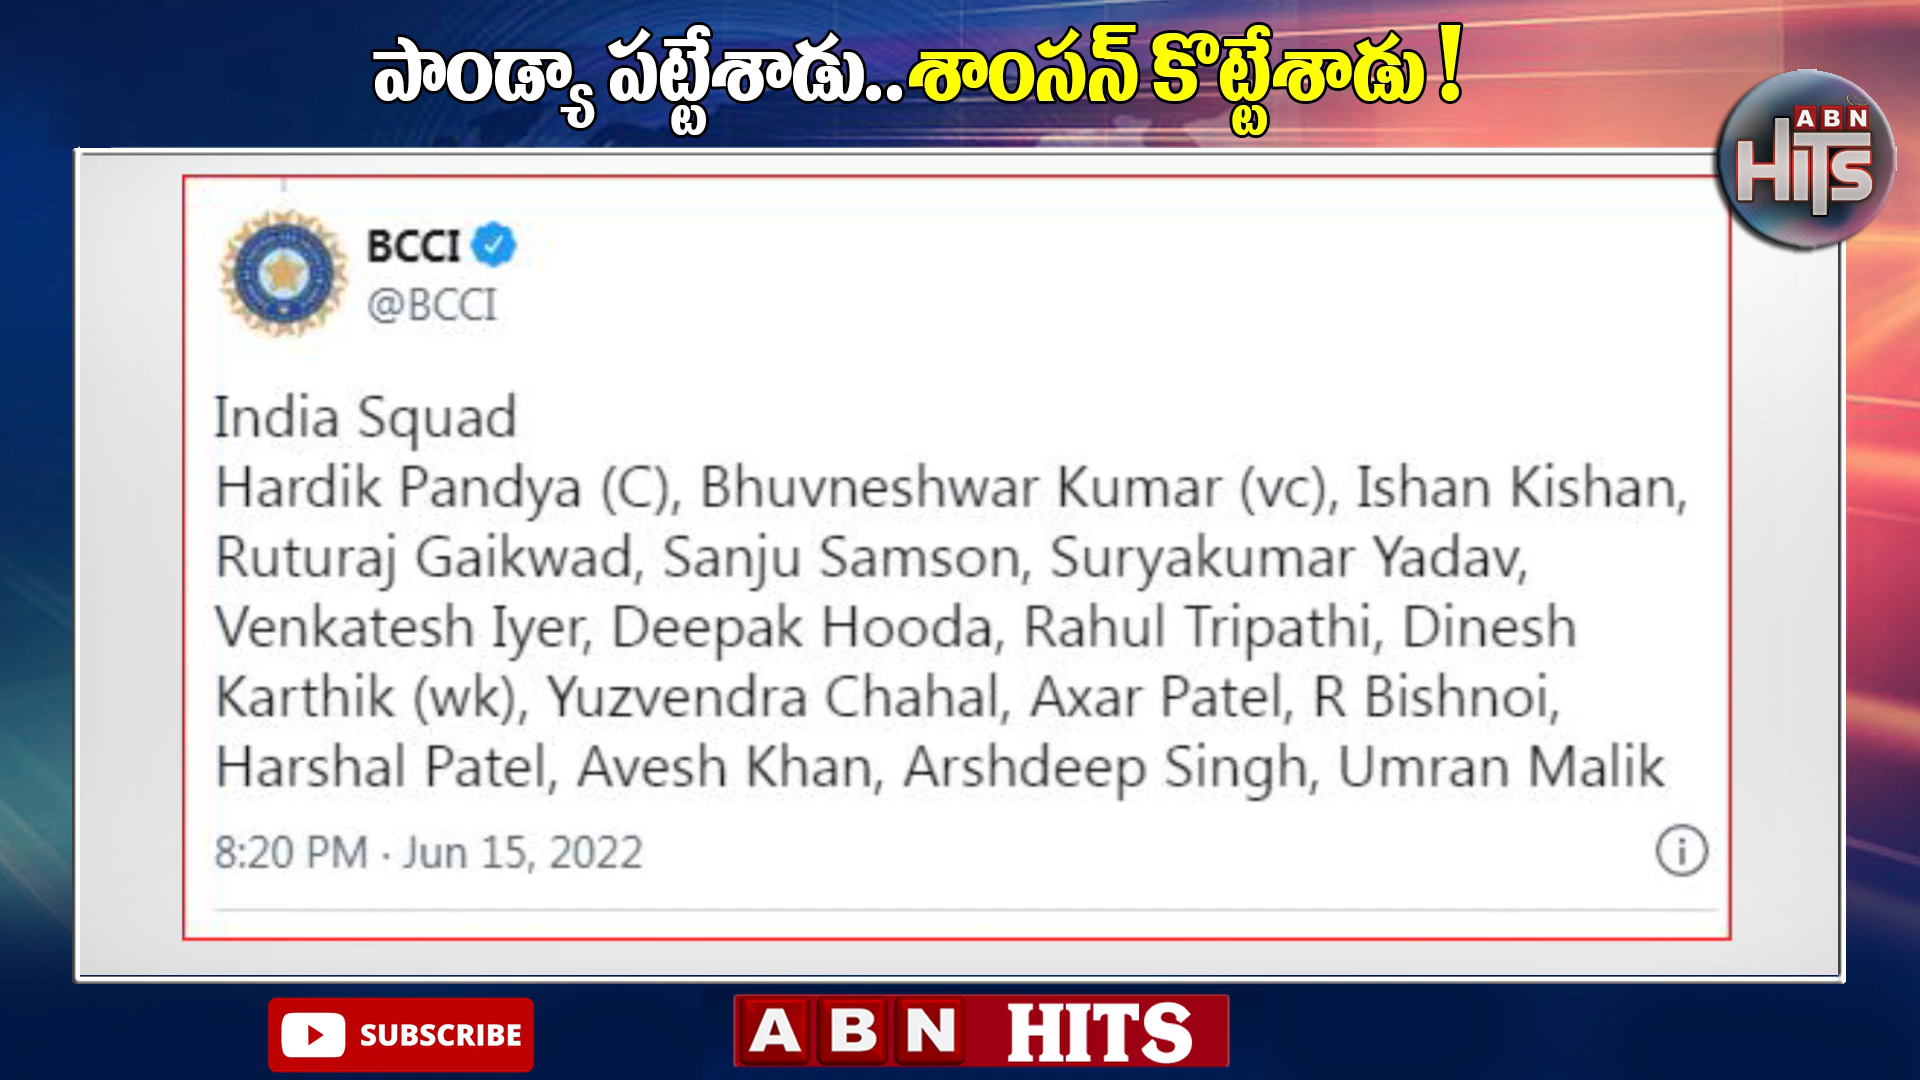 పాండ్యా పట్టేశాడు..శాంసన్ కొట్టేశాడు!
ABN
HITS
BCCI
@BCCI
India Squad
Hardik Pandya (C), Bhuvneshwar Kumar (vc), Ishan Kishan,
Ruturaj Gaikwad, Sanju Samson, Suryakumar Yadav,
Venkatesh Iyer, Deepak Hooda, Rahul Tripathi, Dinesh
Karthik (wk), Yuzvendra Chahal, Axar Patel, R Bishnoi,
Harshal Patel, Avesh Khan, Arshdeep Singh, Umran Malik
8:20 PM · Jun 15, 2022
SUBSCRIBE
ABN HITS